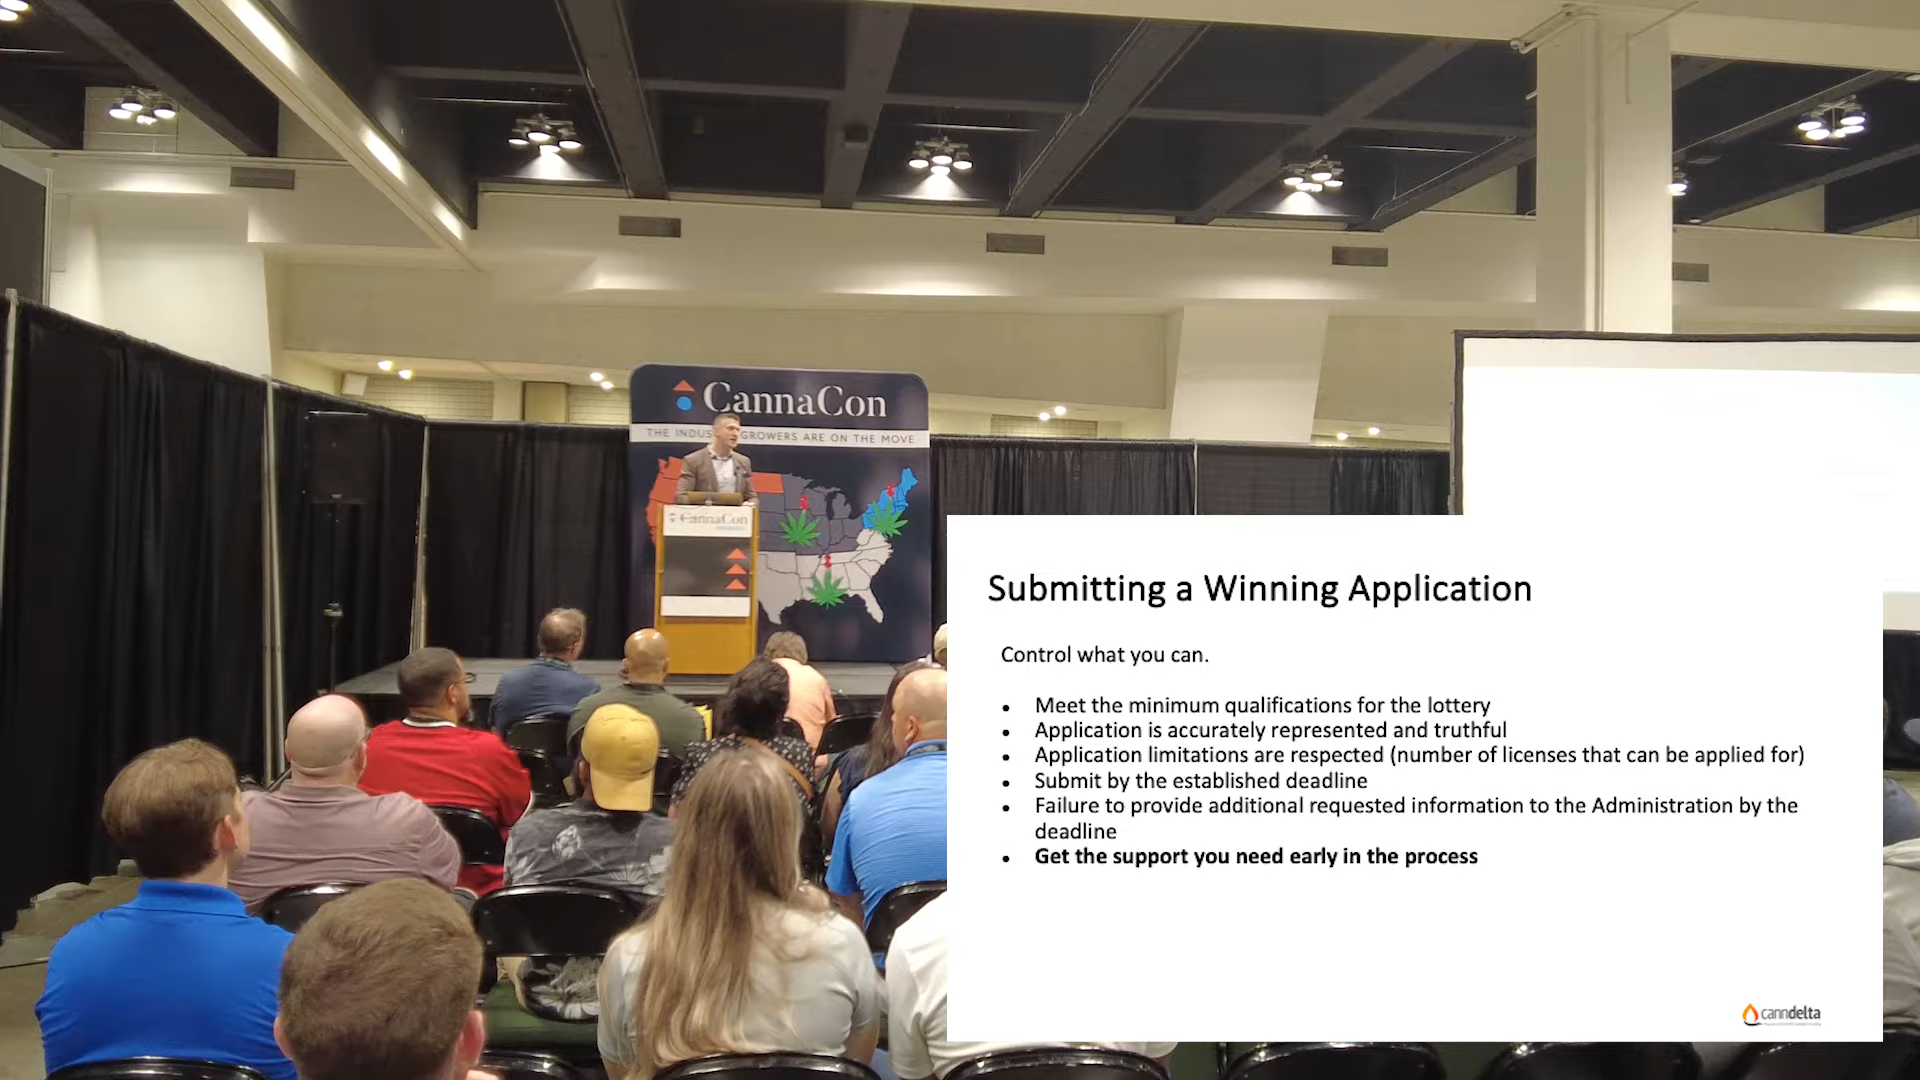 CannaCon
THE INDUS GROWERS ARE ON THE MOVE
CannaCon
Submitting a Winning Application
Control what you can.
• Meet the minimum qualifications for the lottery
• Application is accurately represented and truthful
• Application limitations are respected (number of licenses that can be applied for)
• Submit by the established deadline
• Failure to provide additional requested information to the Administration by the
deadline
• Get the support you need early in the process
canndelta